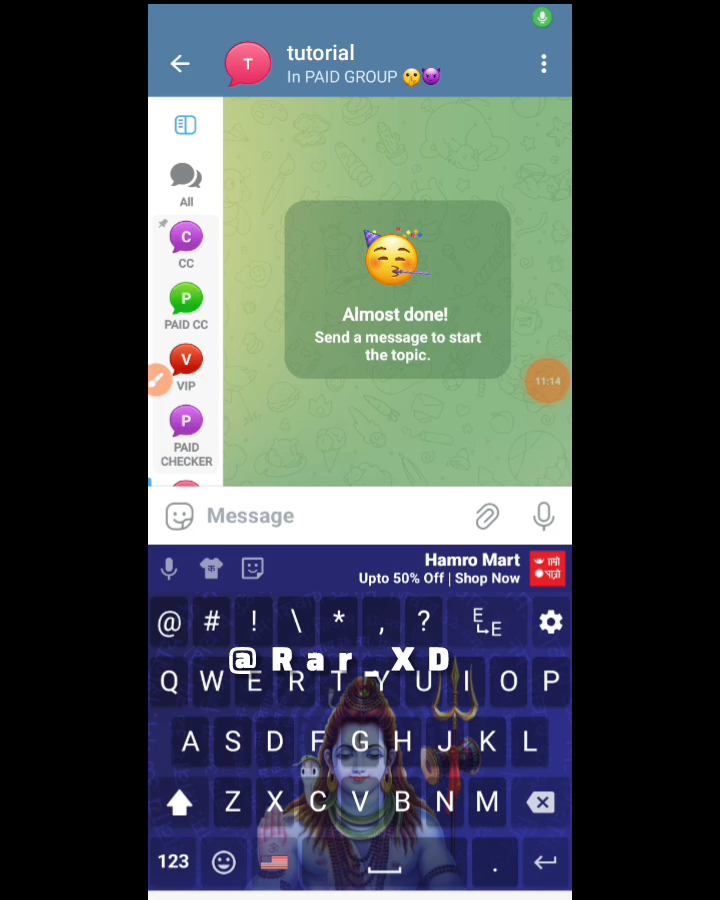 tutorial
In PAID GROUP 🤫😈
T
All
C
CC
P
PAID CC
V
VIP
P
PAID
CHECKER
Almost done!
Send a message to start
the topic.
11:14
Message
Hamro Mart
Upto 50% Off | Shop Now
@ # ! \ * , ? E E
@Rar_XD
Q W E R T Y U I O P
A S D F G H J K L
Z X C V B N M
123 .